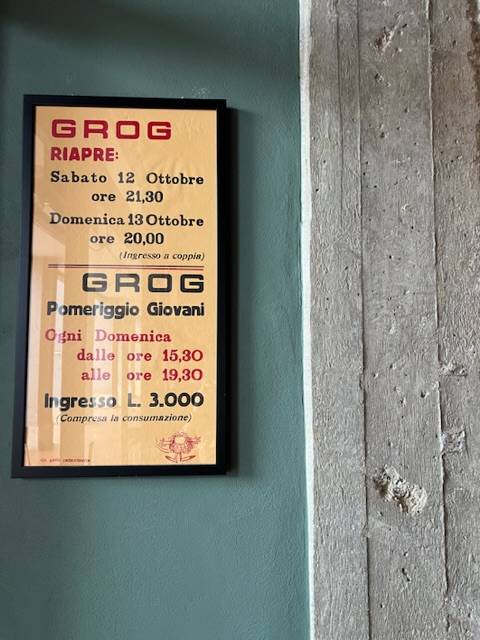 GROG
RIAPRE:
Sabato 12 Ottobre
ore 21,30
Domenica 13 Ottobre
ore 20,00
(Ingresso a coppia)
GROG
Pomeriggio Giovani
Ogni Domenica
dalle ore 15,30
alle ore 19,30
Ingresso L. 3.000
(Compresa la consumazione)